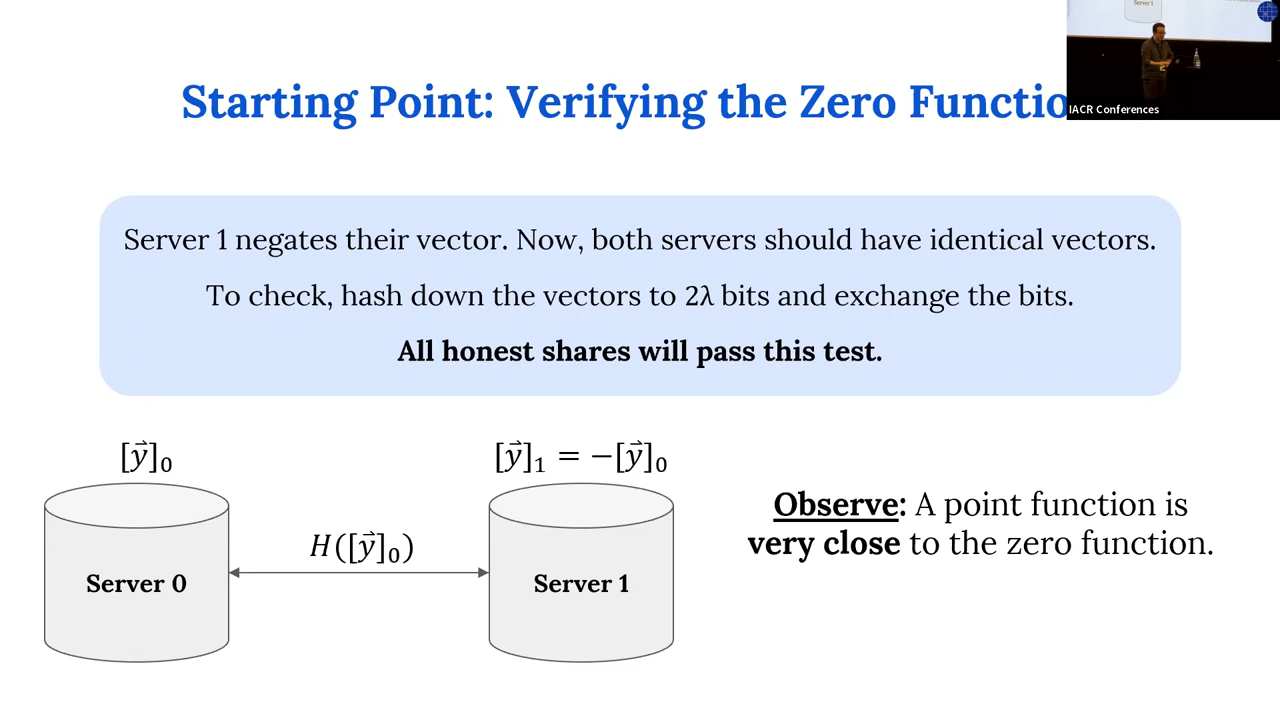 Starting Point: Verifying the Zero Functio
Server 1
IACR Conferences
Server 1 negates their vector. Now, both servers should have identical vectors.
To check, hash down the vectors to 2λ bits and exchange the bits.
All honest shares will pass this test.
[y⃗]₀
[y⃗]₁ = −[y⃗]₀
H([y⃗]₀)
Server 0
Server 1
Observe: A point function is
very close to the zero function.